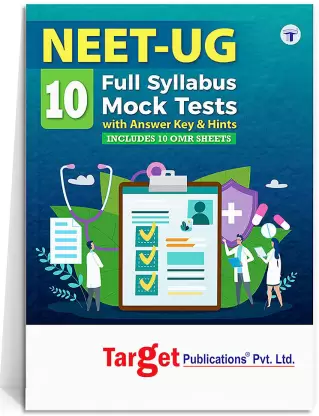 NEET-UG
10 Full Syllabus
Mock Tests
with Answer Key & Hints
INCLUDES 10 OMR SHEETS
Target Publications® Pvt. Ltd.